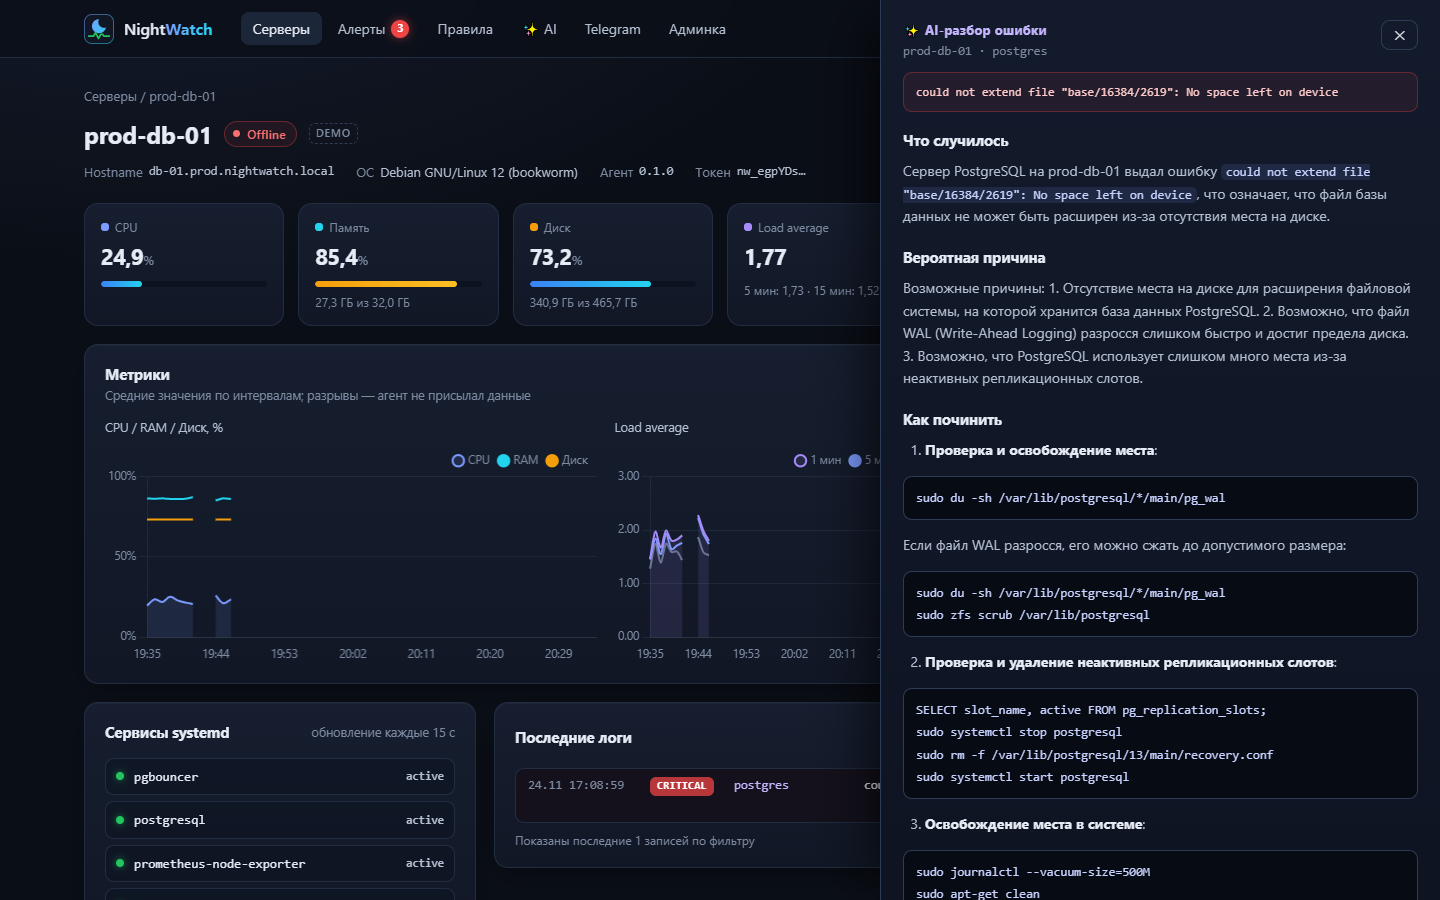 NightWatch
Серверы
Алерты 3
Правила
✨ AI
Telegram
Админка
Серверы / prod-db-01
prod-db-01
Offline
DEMO
Hostname db-01.prod.nightwatch.local
ОС Debian GNU/Linux 12 (bookworm)
Агент 0.1.0
Токен nw_egpYDs…
CPU
24,9%
Память
85,4%
27,3 ГБ из 32,0 ГБ
Диск
73,2%
340,9 ГБ из 465,7 ГБ
Load average
1,77
5 мин: 1,73 · 15 мин: 1,52
Метрики
Средние значения по интервалам; разрывы — агент не присылал данные
CPU / RAM / Диск, %
CPU RAM Диск
100%
50%
0%
19:35 19:44 19:53 20:02 20:11 20:20 20:29
Load average
1 мин 5 м
3.00
2.00
1.00
0.00
19:35 19:44 19:53 20:02 20:11 2
Сервисы systemd
обновление каждые 15 с
pgbouncer active
postgresql active
prometheus-node-exporter active
Последние логи
24.11 17:08:59 CRITICAL postgres cou
Показаны последние 1 записей по фильтру
✨ AI-разбор ошибки
prod-db-01 · postgres
✕
could not extend file "base/16384/2619": No space left on device
Что случилось
Сервер PostgreSQL на prod-db-01 выдал ошибку could not extend file
"base/16384/2619": No space left on device, что означает, что файл базы
данных не может быть расширен из-за отсутствия места на диске.
Вероятная причина
Возможные причины: 1. Отсутствие места на диске для расширения файловой
системы, на которой хранится база данных PostgreSQL. 2. Возможно, что файл
WAL (Write-Ahead Logging) разросся слишком быстро и достиг предела диска.
3. Возможно, что PostgreSQL использует слишком много места из-за
неактивных репликационных слотов.
Как починить
1. Проверка и освобождение места:
sudo du -sh /var/lib/postgresql/*/main/pg_wal
Если файл WAL разросся, его можно сжать до допустимого размера:
sudo du -sh /var/lib/postgresql/*/main/pg_wal
sudo zfs scrub /var/lib/postgresql
2. Проверка и удаление неактивных репликационных слотов:
SELECT slot_name, active FROM pg_replication_slots;
sudo systemctl stop postgresql
sudo rm -f /var/lib/postgresql/13/main/recovery.conf
sudo systemctl start postgresql
3. Освобождение места в системе:
sudo journalctl --vacuum-size=500M
sudo apt-get clean